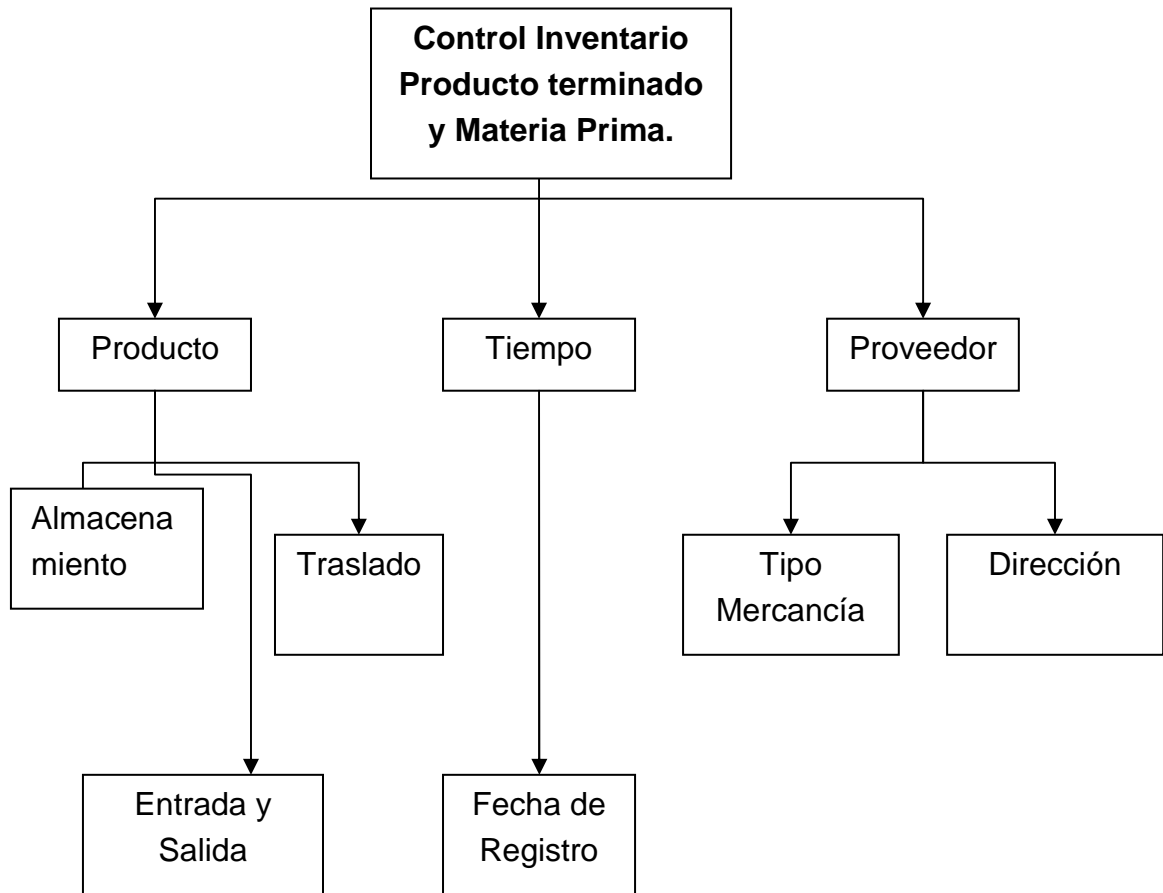 Control Inventario
Producto terminado
y Materia Prima.
Producto
Tiempo
Proveedor
Almacena
miento
Traslado
Tipo
Mercancía
Dirección
Entrada y
Salida
Fecha de
Registro